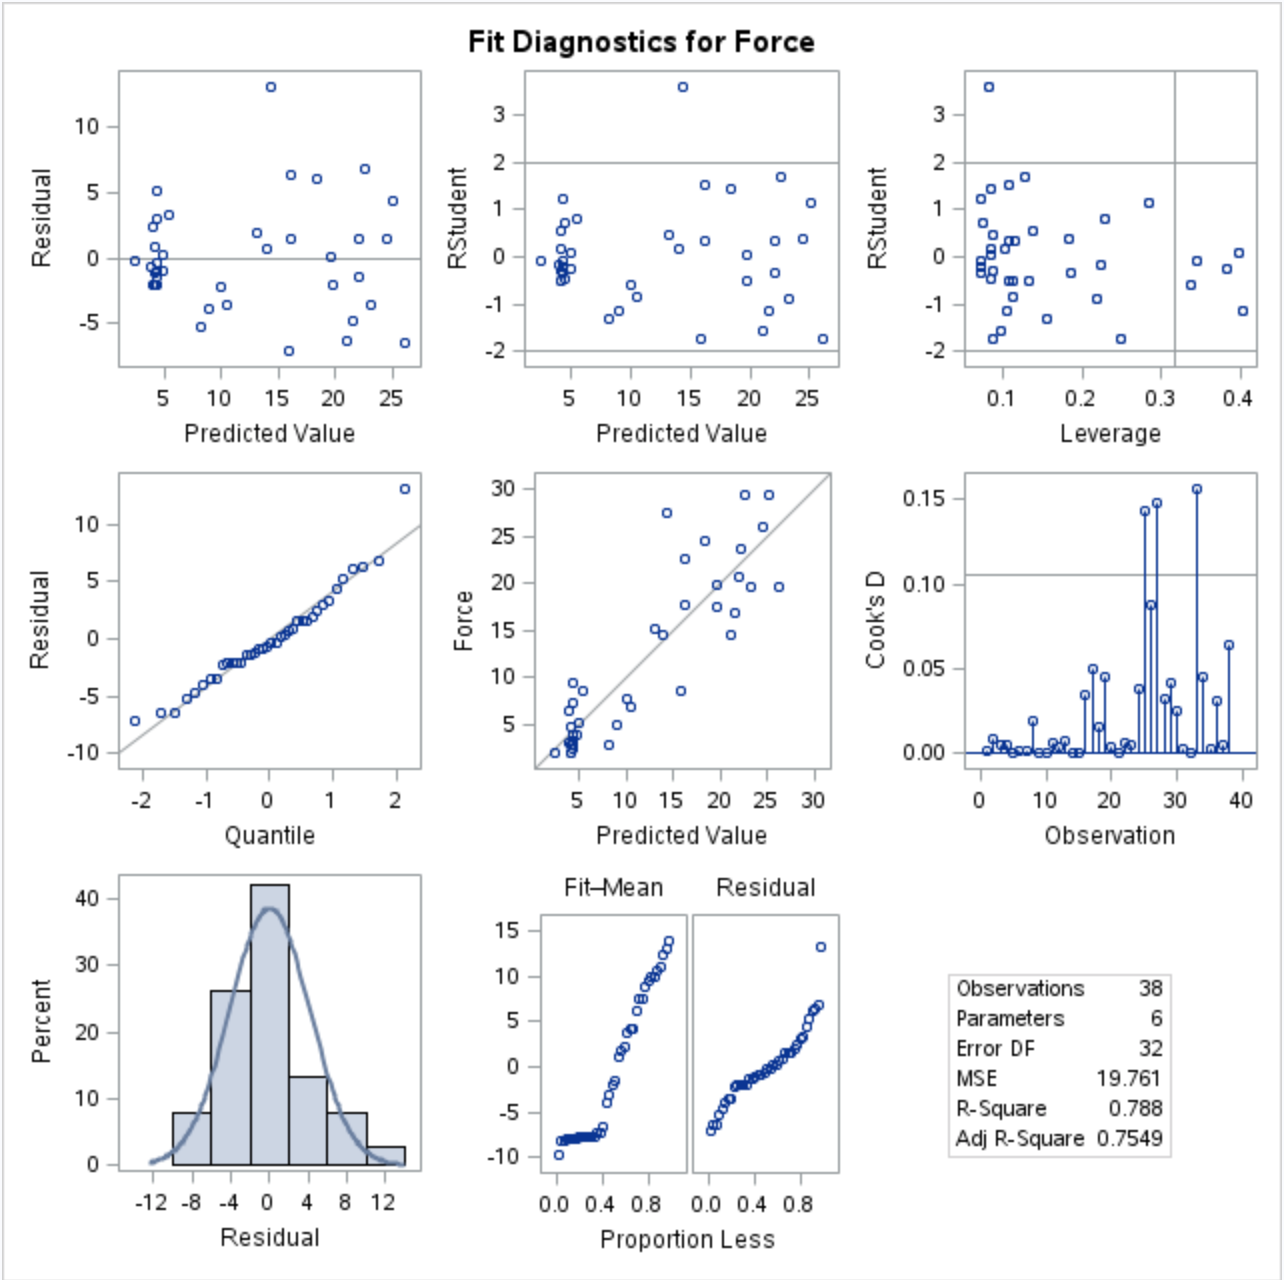 Fit Diagnostics for Force
Residual
10
5
0
-5
5 10 15 20 25
Predicted Value
RStudent
3
2
1
0
-1
-2
5 10 15 20 25
Predicted Value
RStudent
3
2
1
0
-1
-2
0.1 0.2 0.3 0.4
Leverage
Residual
10
5
0
-5
-10
-2 -1 0 1 2
Quantile
Force
30
25
20
15
10
5
5 10 15 20 25 30
Predicted Value
Cook's D
0.15
0.10
0.05
0.00
0 10 20 30 40
Observation
Percent
40
30
20
10
0
-12 -8 -4 0 4 8 12
Residual
Fit–Mean Residual
15
10
5
0
-5
-10
0.0 0.4 0.8 0.0 0.4 0.8
Proportion Less
Observations 38
Parameters 6
Error DF 32
MSE 19.761
R-Square 0.788
Adj R-Square 0.7549